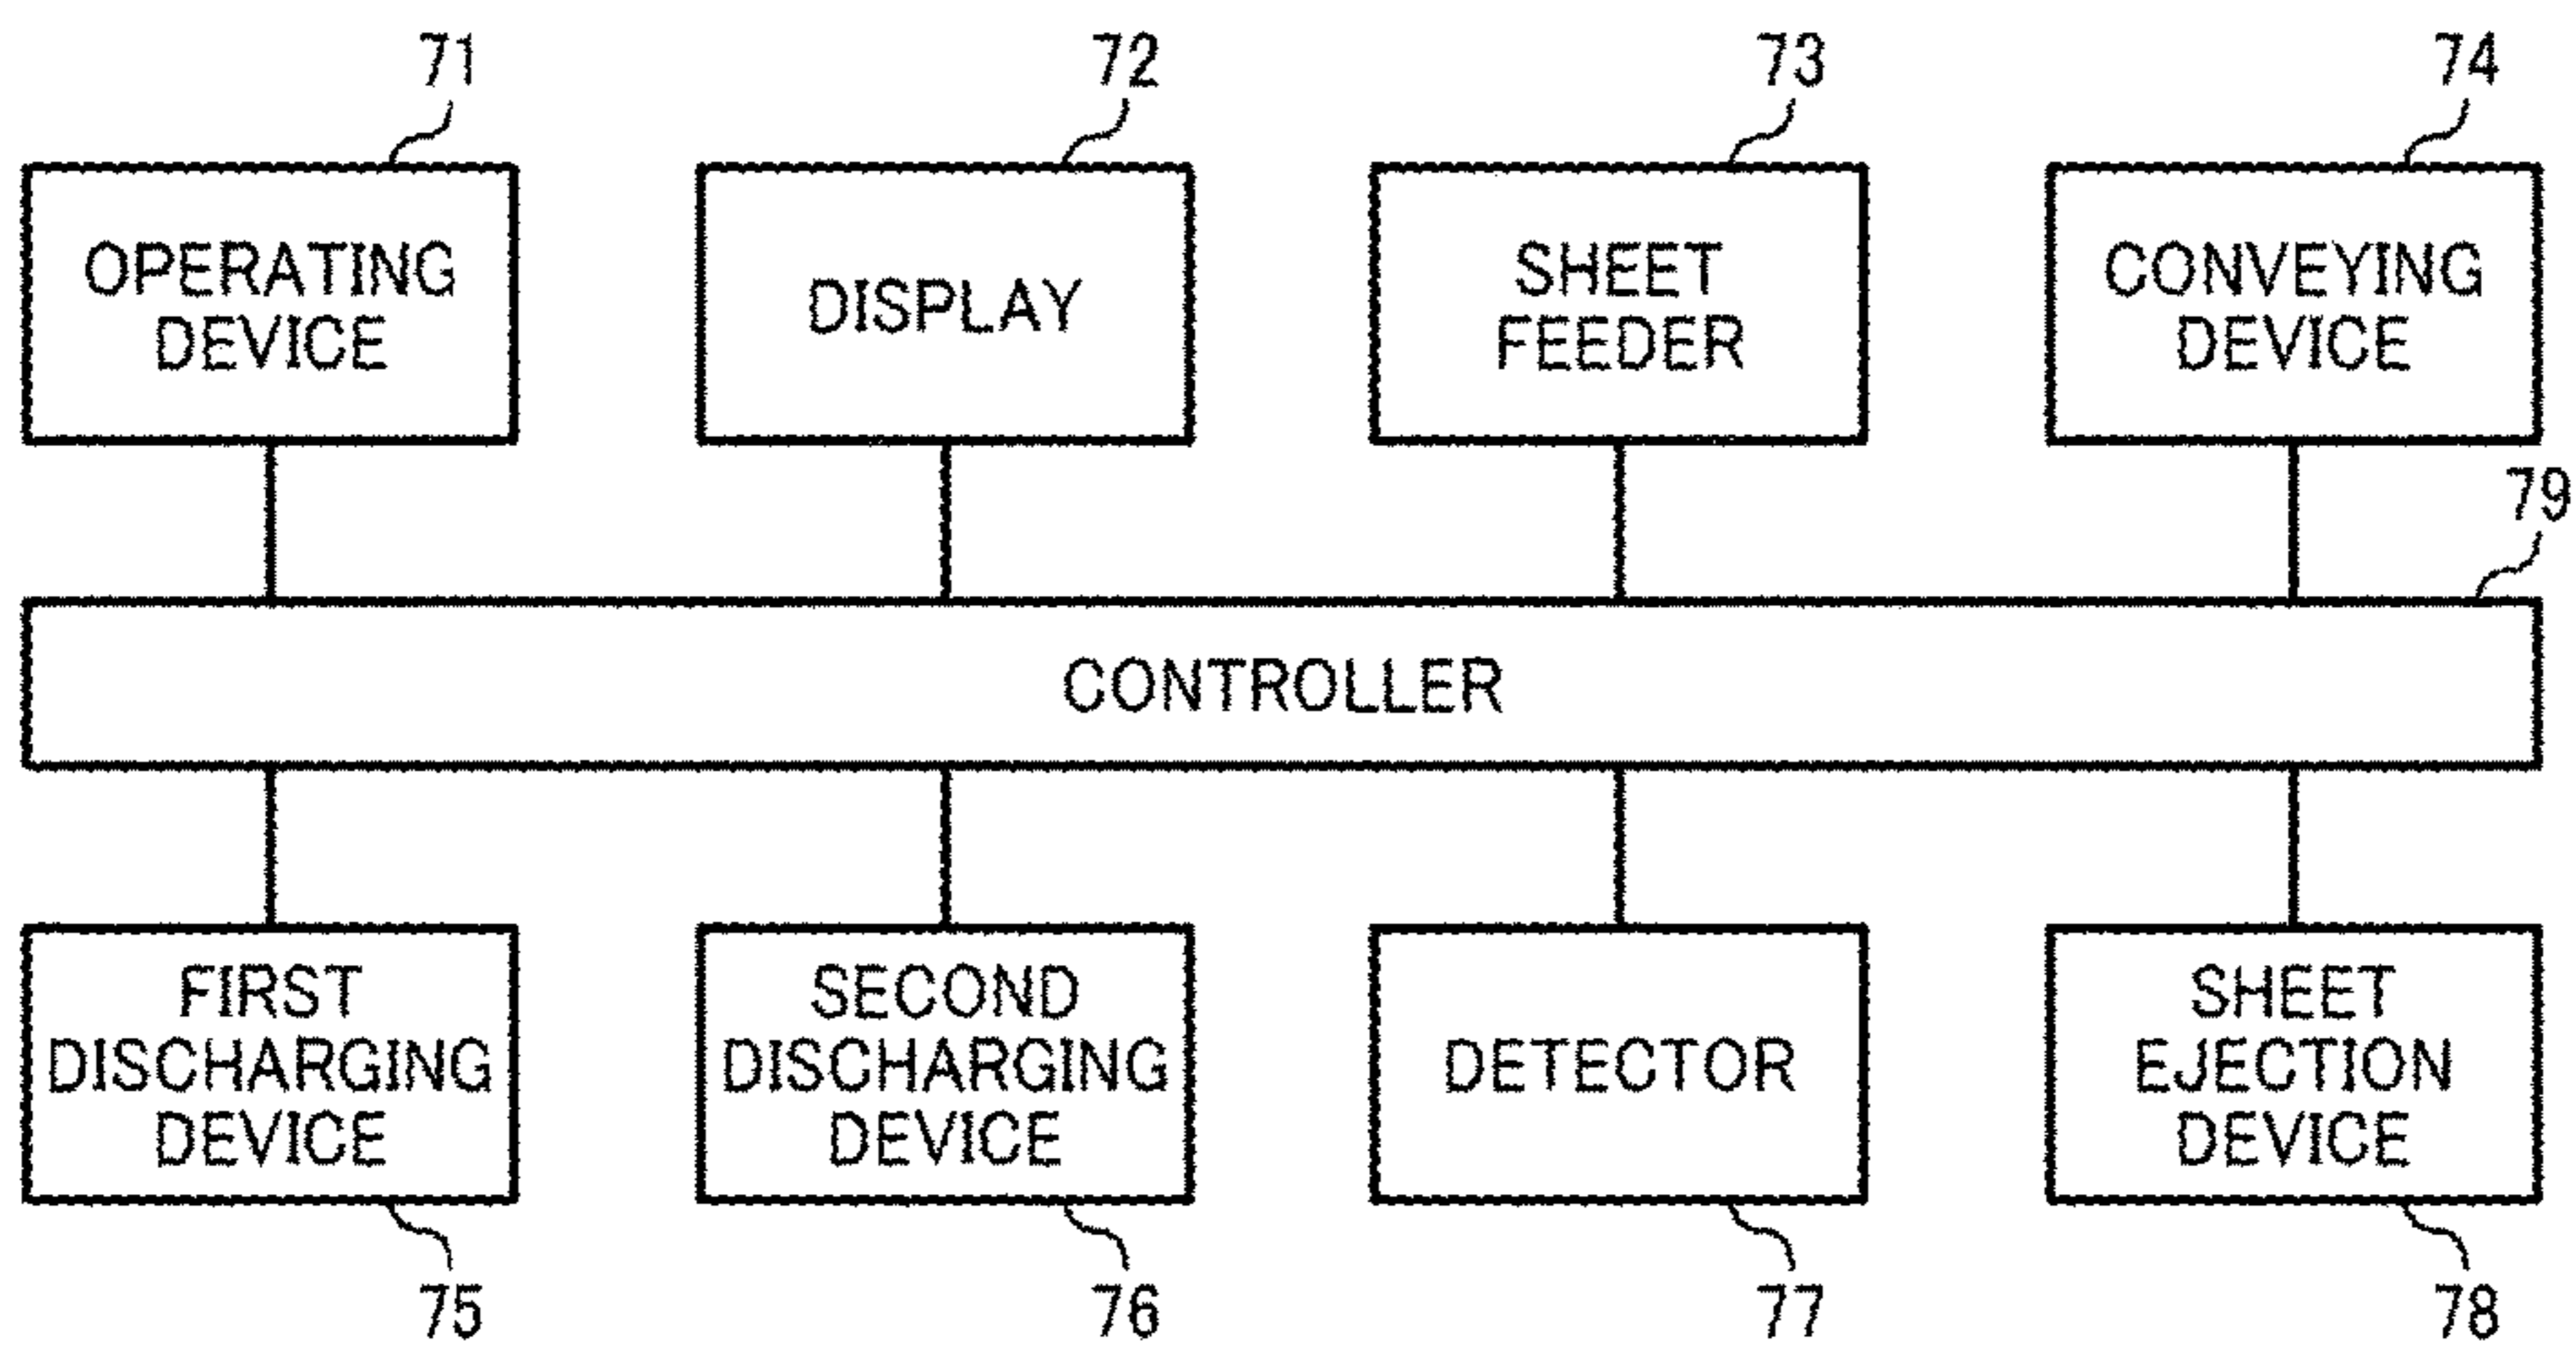 71
72
73
74
OPERATING
DEVICE
DISPLAY
SHEET
FEEDER
CONVEYING
DEVICE
79
CONTROLLER
FIRST
DISCHARGING
DEVICE
SECOND
DISCHARGING
DEVICE
DETECTOR
SHEET
EJECTION
DEVICE
75
76
77
78